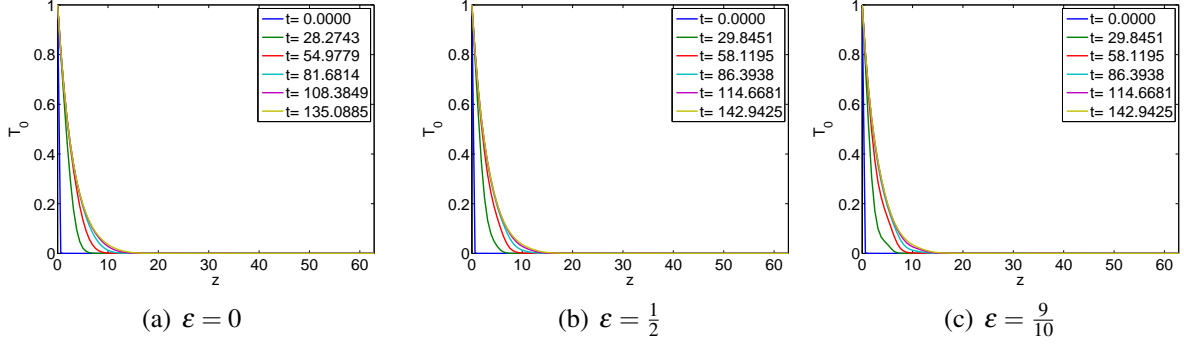 1
0.8
0.6
0.4
0.2
0
T₀
0 10 20 30 40 50 60
z
t= 0.0000
t= 28.2743
t= 54.9779
t= 81.6814
t= 108.3849
t= 135.0885
(a) ε = 0
1
0.8
0.6
0.4
0.2
0
T₀
0 10 20 30 40 50 60
z
t= 0.0000
t= 29.8451
t= 58.1195
t= 86.3938
t= 114.6681
t= 142.9425
(b) ε = 1/2
1
0.8
0.6
0.4
0.2
0
T₀
0 10 20 30 40 50 60
z
t= 0.0000
t= 29.8451
t= 58.1195
t= 86.3938
t= 114.6681
t= 142.9425
(c) ε = 9/10